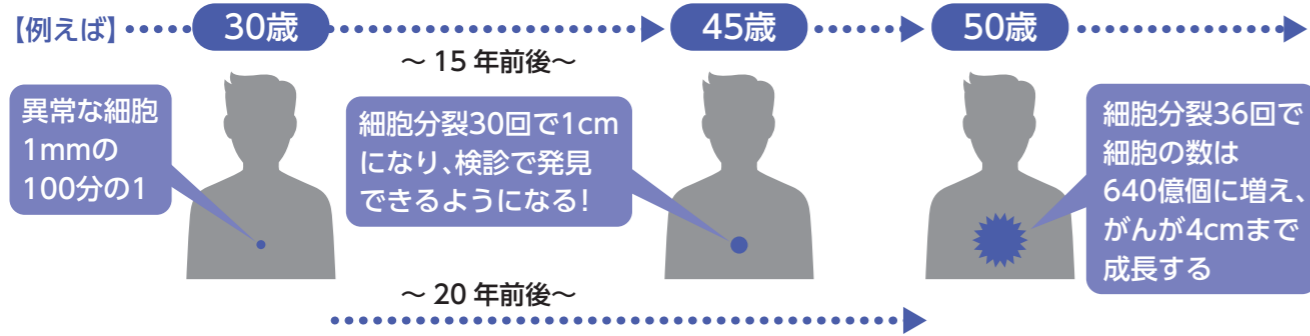 【例えば】
30歳
45歳
50歳
～ 15 年前後～
異常な細胞
1mmの
100分の1
細胞分裂30回で1cm
になり、検診で発見
できるようになる!
細胞分裂36回で
細胞の数は
640億個に増え、
がんが4cmまで
成長する
～ 20 年前後～